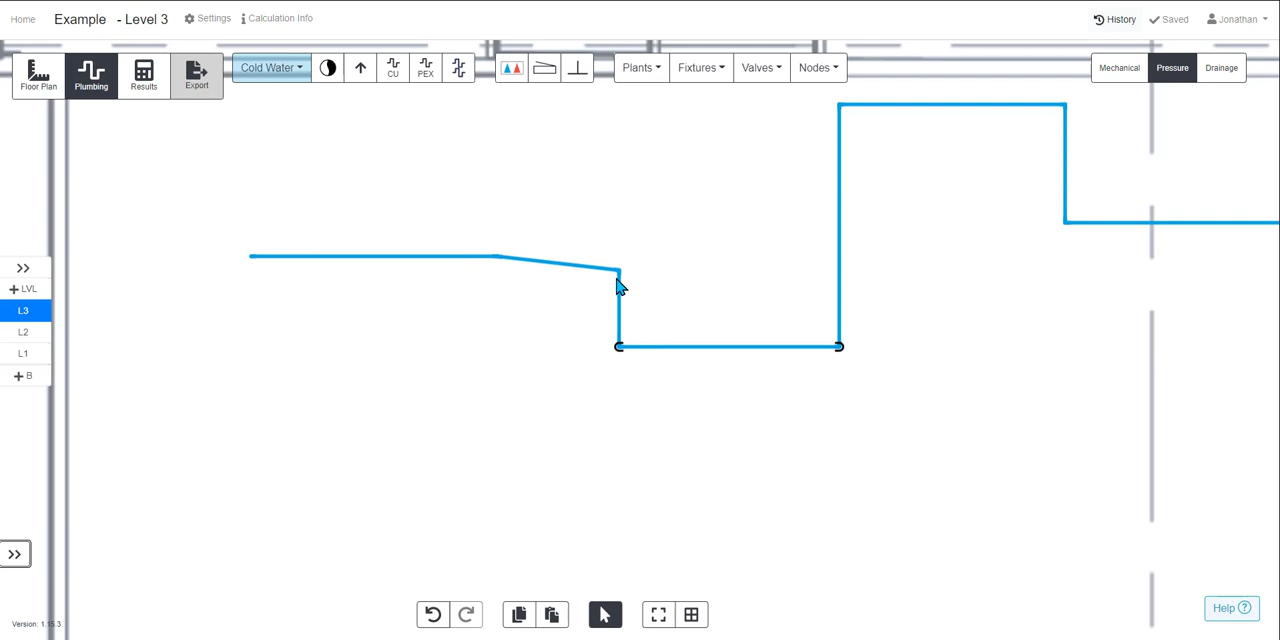 Home Example - Level 3 Settings Calculation Info History Saved Jonathan
Floor Plan Plumbing Results Export Cold Water CU PEX Plants Fixtures Valves Nodes Mechanical Pressure Drainage
LVL
L3
L2
L1
B
Help
Version: 1.15.3